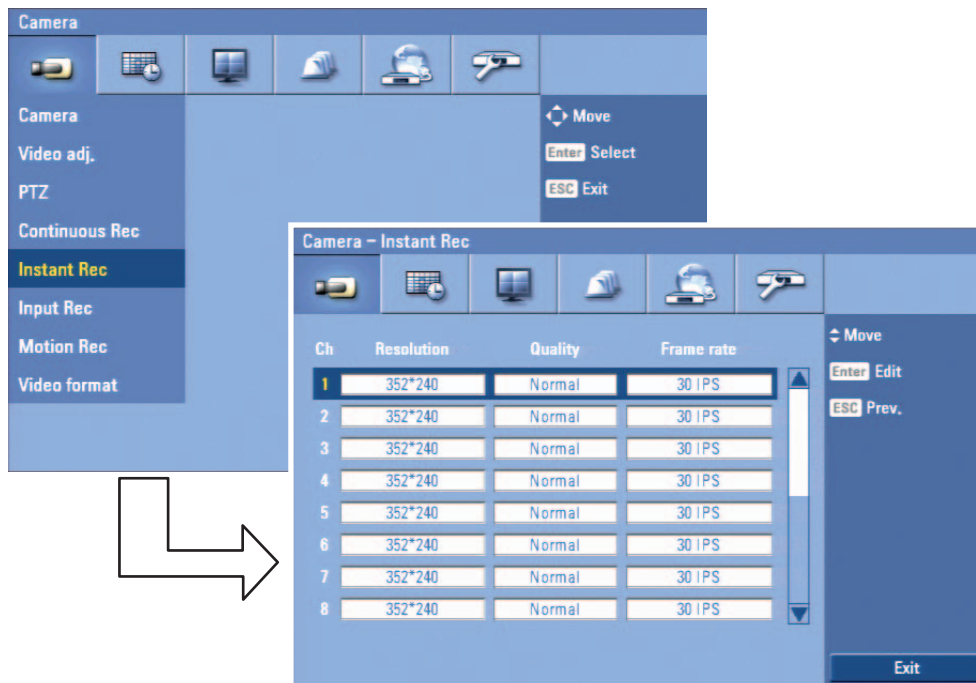 Camera
Camera
Video adj.
PTZ
Continuous Rec
Instant Rec
Input Rec
Motion Rec
Video format
Move
Enter Select
ESC Exit
Camera – Instant Rec
Ch Resolution Quality Frame rate
1 352*240 Normal 30 IPS
2 352*240 Normal 30 IPS
3 352*240 Normal 30 IPS
4 352*240 Normal 30 IPS
5 352*240 Normal 30 IPS
6 352*240 Normal 30 IPS
7 352*240 Normal 30 IPS
8 352*240 Normal 30 IPS
Move
Enter Edit
ESC Prev.
Exit